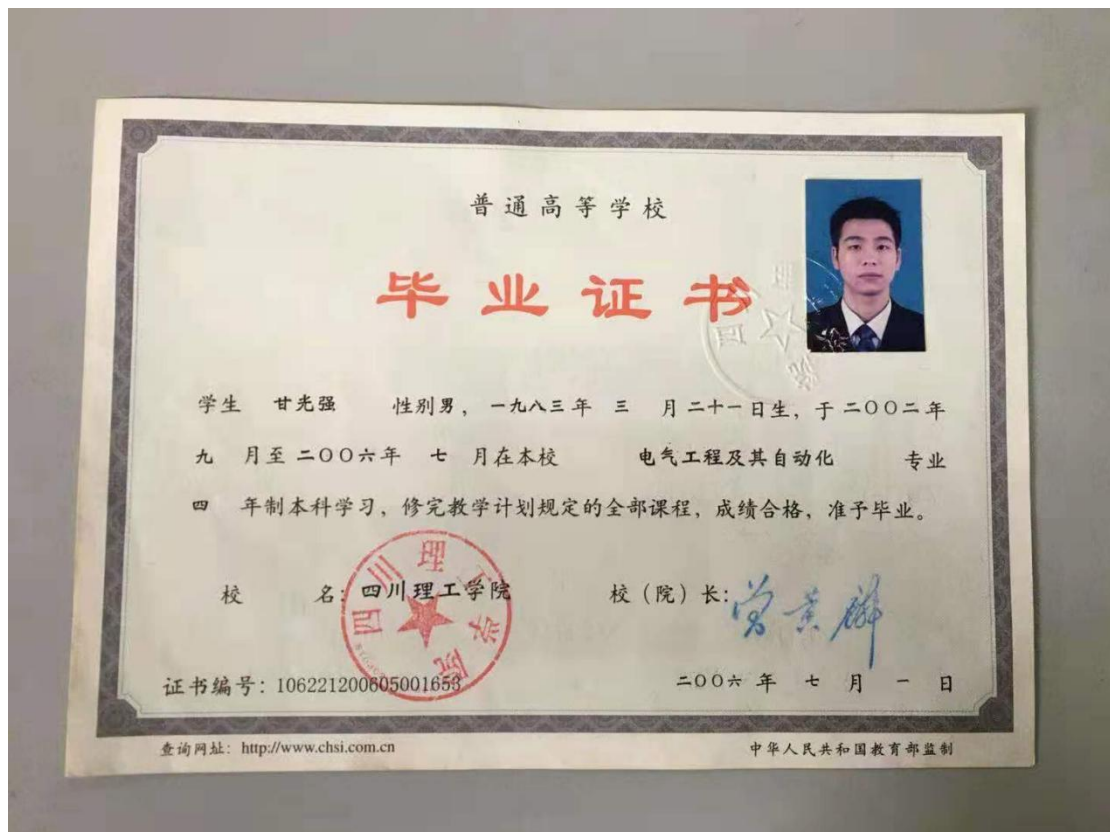 普通高等学校
毕业证书
学生 甘光强 性别男，一九八三年 三 月二十一日生，于二〇〇二年
九 月至二〇〇六年 七 月在本校 电气工程及其自动化 专业
四 年制本科学习，修完教学计划规定的全部课程，成绩合格，准予毕业。
校 名：四川理工学院 校（院）长：
四川理工学院
证书编号：106221200605001653 二〇〇六 年 七 月 一 日
查询网址：http://www.chsi.com.cn 中华人民共和国教育部监制